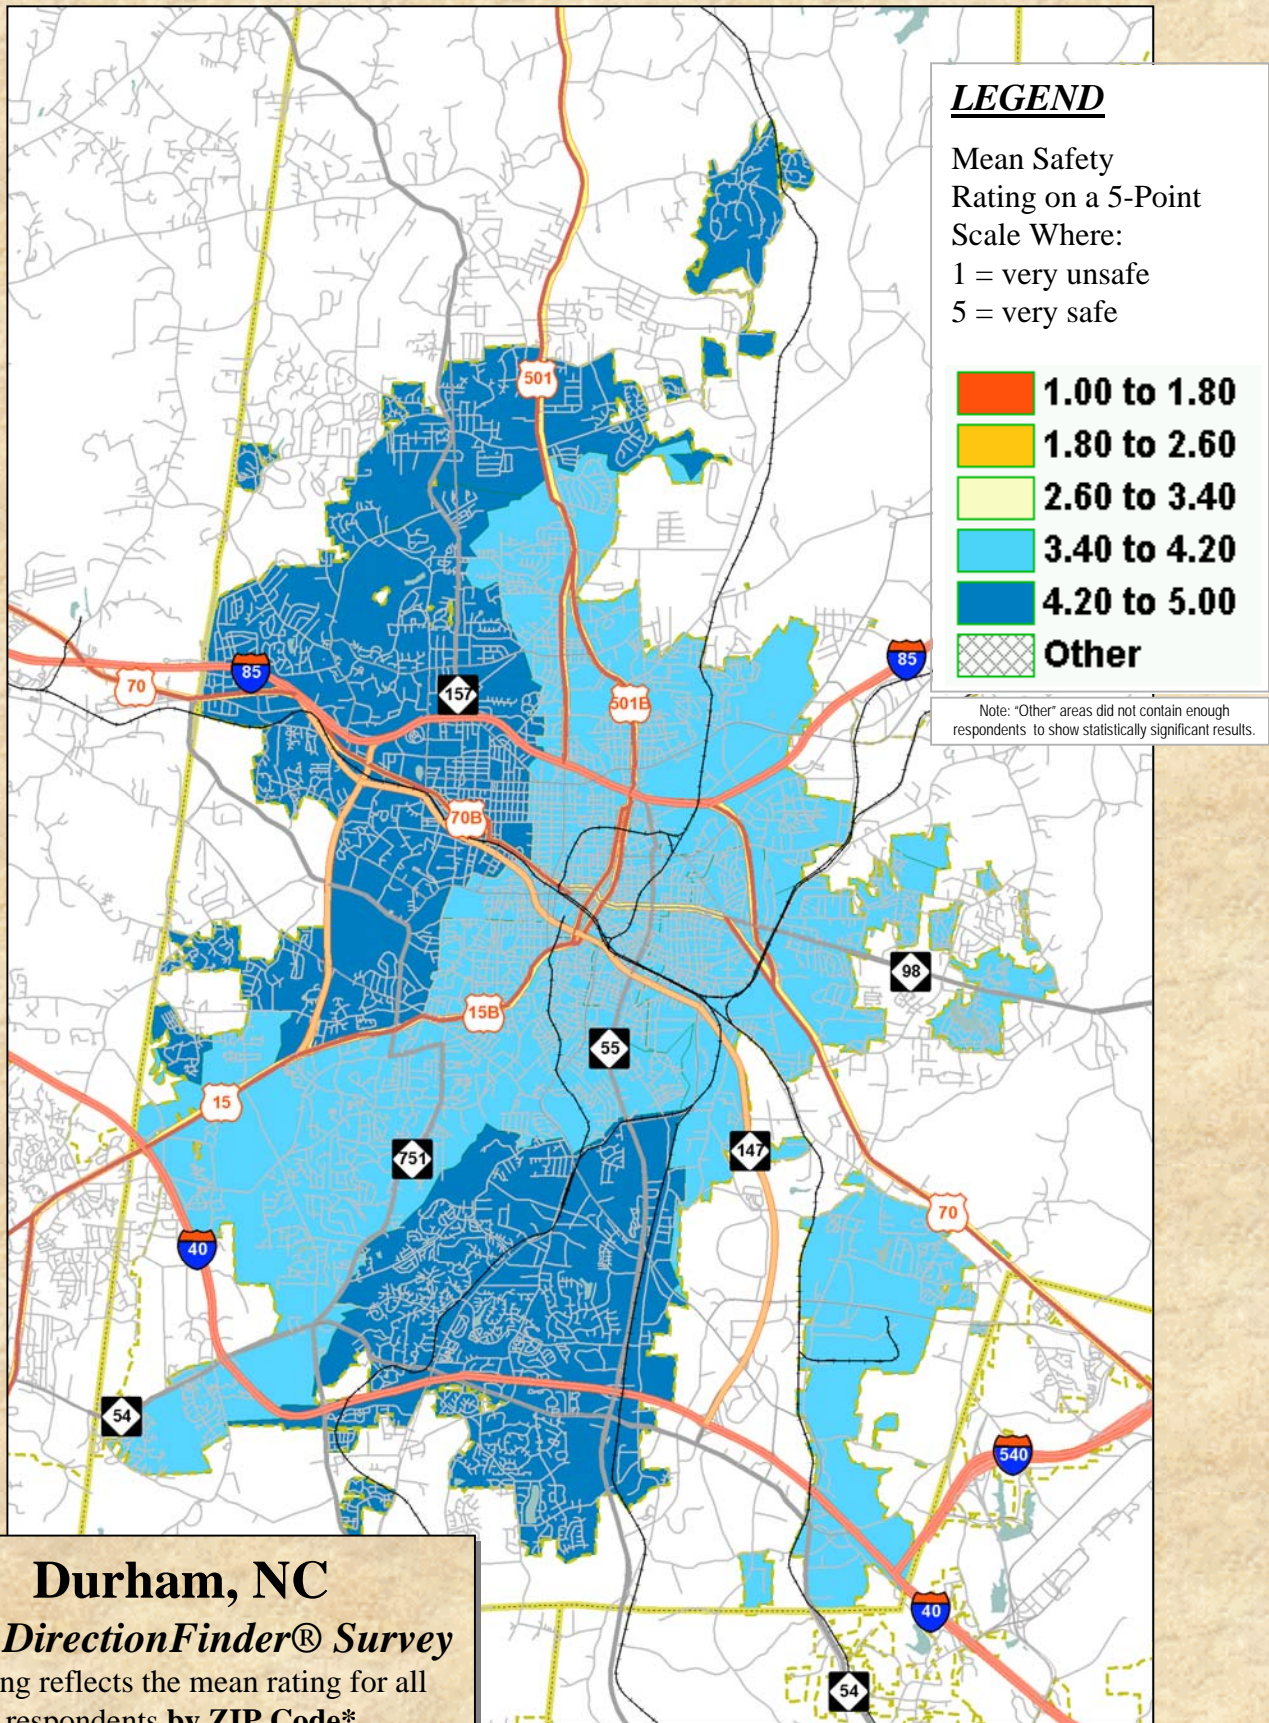 LEGEND
Mean Safety
Rating on a 5-Point
Scale Where:
1 = very unsafe
5 = very safe
1.00 to 1.80
1.80 to 2.60
2.60 to 3.40
3.40 to 4.20
4.20 to 5.00
Other
Note: "Other" areas did not contain enough
respondents to show statistically significant results.
501
85
70
157
501B
85
70B
98
15B
55
15
751
147
70
40
54
540
40
54
Durham, NC
DirectionFinder® Survey
ng reflects the mean rating for all
respondents by ZIP Code*